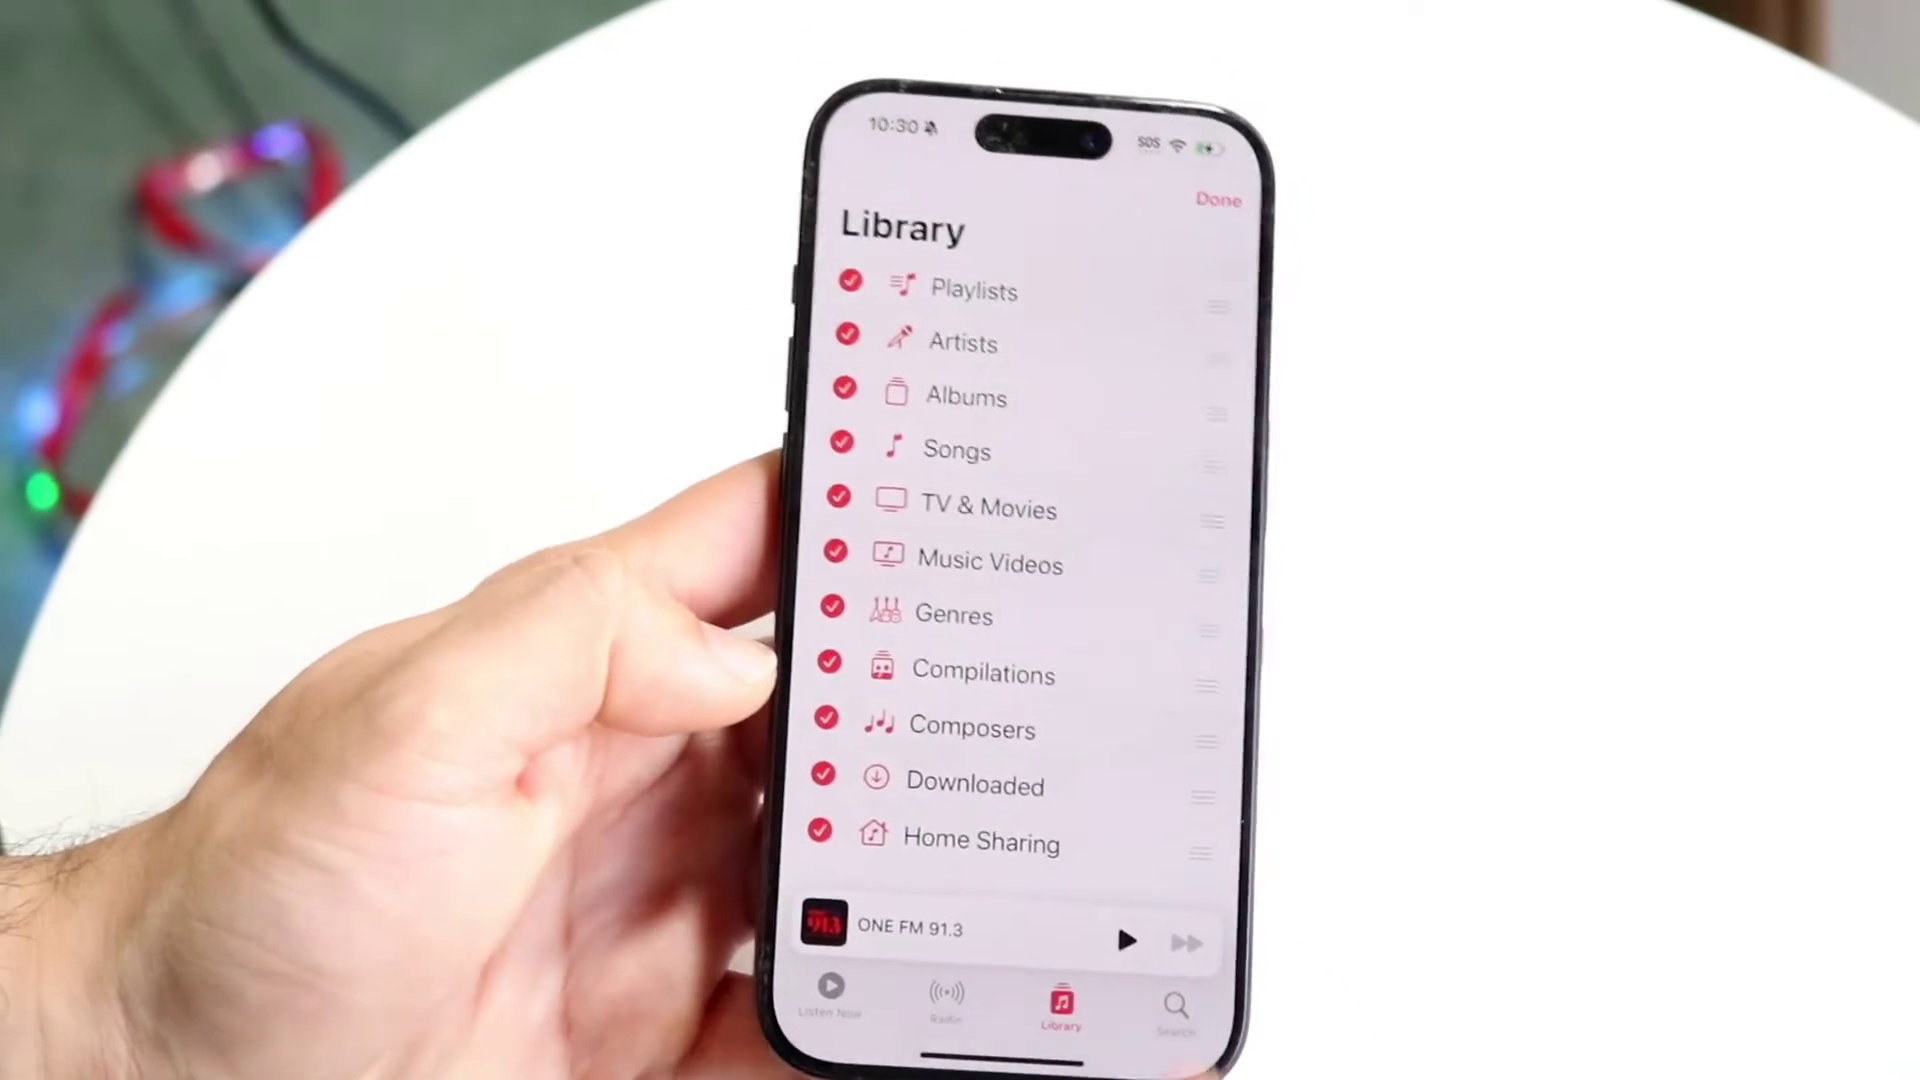 10:30
SOS
Done
Library
Playlists
Artists
Albums
Songs
TV & Movies
Music Videos
Genres
Compilations
Composers
Downloaded
Home Sharing
91.3
ONE FM 91.3
Listen Now
Radio
Library
Search